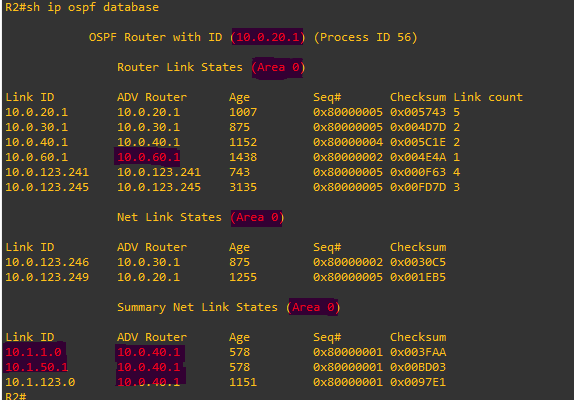 R2#sh ip ospf database
OSPF Router with ID (10.0.20.1) (Process ID 56)
Router Link States (Area 0)
Link ID ADV Router Age Seq# Checksum Link count
10.0.20.1 10.0.20.1 1007 0x80000005 0x005743 5
10.0.30.1 10.0.30.1 875 0x80000005 0x004D7D 2
10.0.40.1 10.0.40.1 1152 0x80000004 0x005C1E 2
10.0.60.1 10.0.60.1 1438 0x80000002 0x004E4A 1
10.0.123.241 10.0.123.241 743 0x80000005 0x000F63 4
10.0.123.245 10.0.123.245 3135 0x80000005 0x00FD7D 3
Net Link States (Area 0)
Link ID ADV Router Age Seq# Checksum
10.0.123.246 10.0.30.1 875 0x80000002 0x0030C5
10.0.123.249 10.0.20.1 1255 0x80000005 0x001EB5
Summary Net Link States (Area 0)
Link ID ADV Router Age Seq# Checksum
10.1.1.0 10.0.40.1 578 0x80000001 0x003FAA
10.1.50.1 10.0.40.1 578 0x80000001 0x00BD03
10.1.123.0 10.0.40.1 1151 0x80000001 0x0097E1
R2#